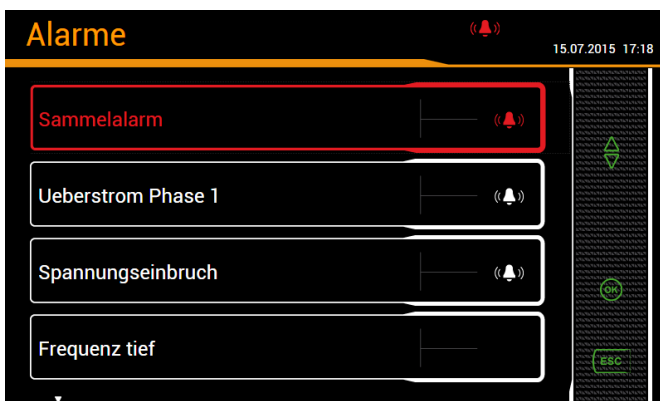 Alarme
15.07.2015 17:18
Sammelalarm
Ueberstrom Phase 1
Spannungseinbruch
OK
Frequenz tief
ESC